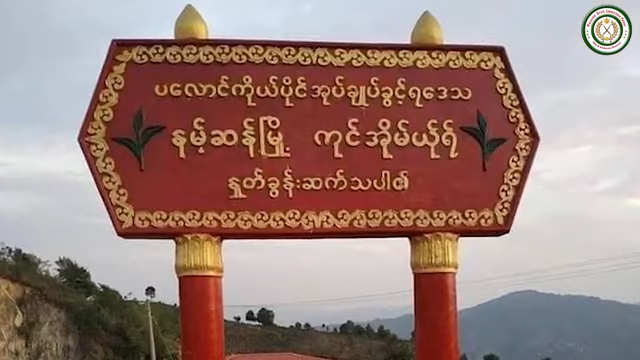 ပလောင်ကိုယ်ပိုင်အုပ်ချုပ်ခွင့်ရဒေသ
နမ့်ဆန်မြို့ ကုင်အိုမ်ယ်ုရ်
နှုတ်ခွန်းဆက်သပါ၏